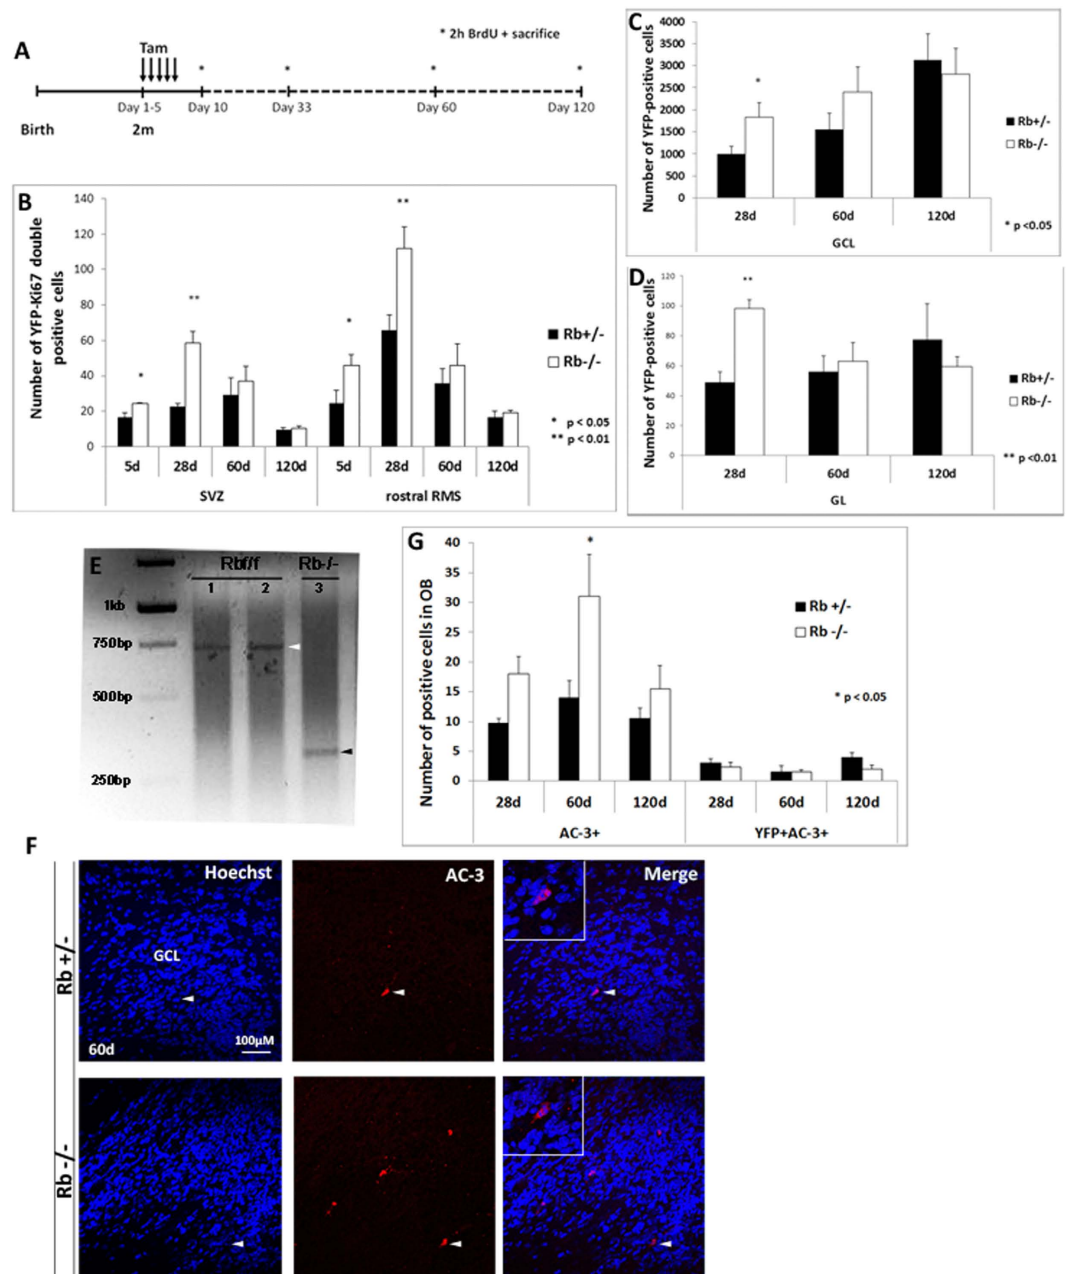 A
Tam
* 2h BrdU + sacrifice
* * * *
Day 1-5 Day 10 Day 33 Day 60 Day 120
Birth 2m
B
Number of YFP-Ki67 double
positive cells
140
120
100
80
60
40
20
0
* ** * **
5d 28d 60d 120d 5d 28d 60d 120d
SVZ rostral RMS
Rb+/-
Rb-/-
* p < 0.05
** p < 0.01
C
Number of YFP-positive cells
4000
3500
3000
2500
2000
1500
1000
500
0
*
28d 60d 120d
GCL
Rb+/-
Rb-/-
* p <0.05
D
Number of YFP-positive cells
120
100
80
60
40
20
0
**
28d 60d 120d
GL
Rb+/-
Rb-/-
** p <0.01
E
Rbf/f Rb-/-
1 2 3
1kb
750bp
500bp
250bp
G
Number of positive cells in OB
40
35
30
25
20
15
10
5
0
*
28d 60d 120d 28d 60d 120d
AC-3+ YFP+AC-3+
Rb +/-
Rb -/-
* p < 0.05
F
Rb +/-
Hoechst AC-3 Merge
GCL
100µM
60d
Rb -/-